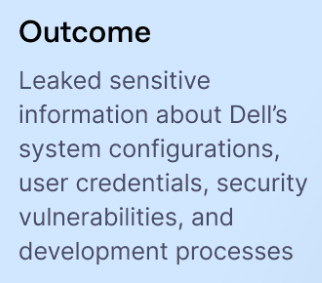 Outcome
Leaked sensitive
information about Dell’s
system configurations,
user credentials, security
vulnerabilities, and
development processes